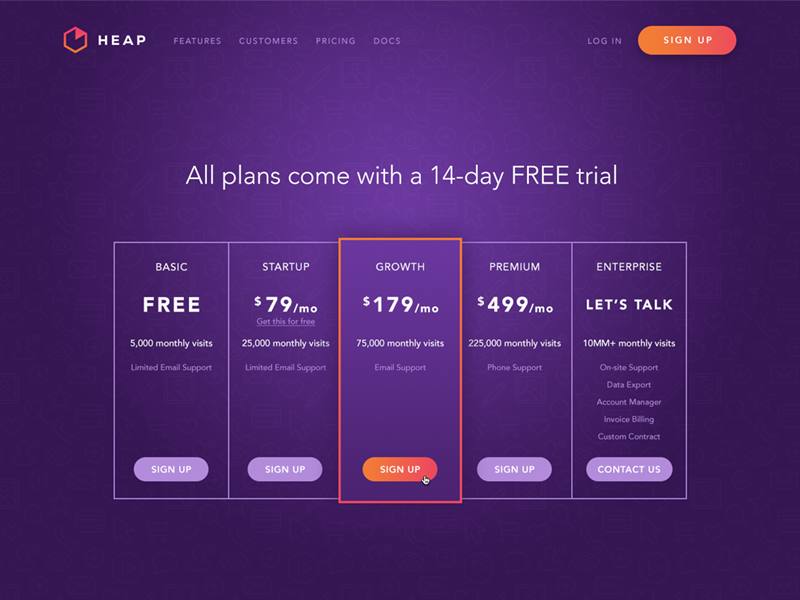 HEAP FEATURES CUSTOMERS PRICING DOCS LOG IN SIGN UP
All plans come with a 14-day FREE trial
BASIC
FREE
5,000 monthly visits
Limited Email Support
SIGN UP
STARTUP
$79/mo
Get this for free
25,000 monthly visits
Limited Email Support
SIGN UP
GROWTH
$179/mo
75,000 monthly visits
Email Support
SIGN UP
PREMIUM
$499/mo
225,000 monthly visits
Phone Support
SIGN UP
ENTERPRISE
LET'S TALK
10MM+ monthly visits
On-site Support
Data Export
Account Manager
Invoice Billing
Custom Contract
CONTACT US